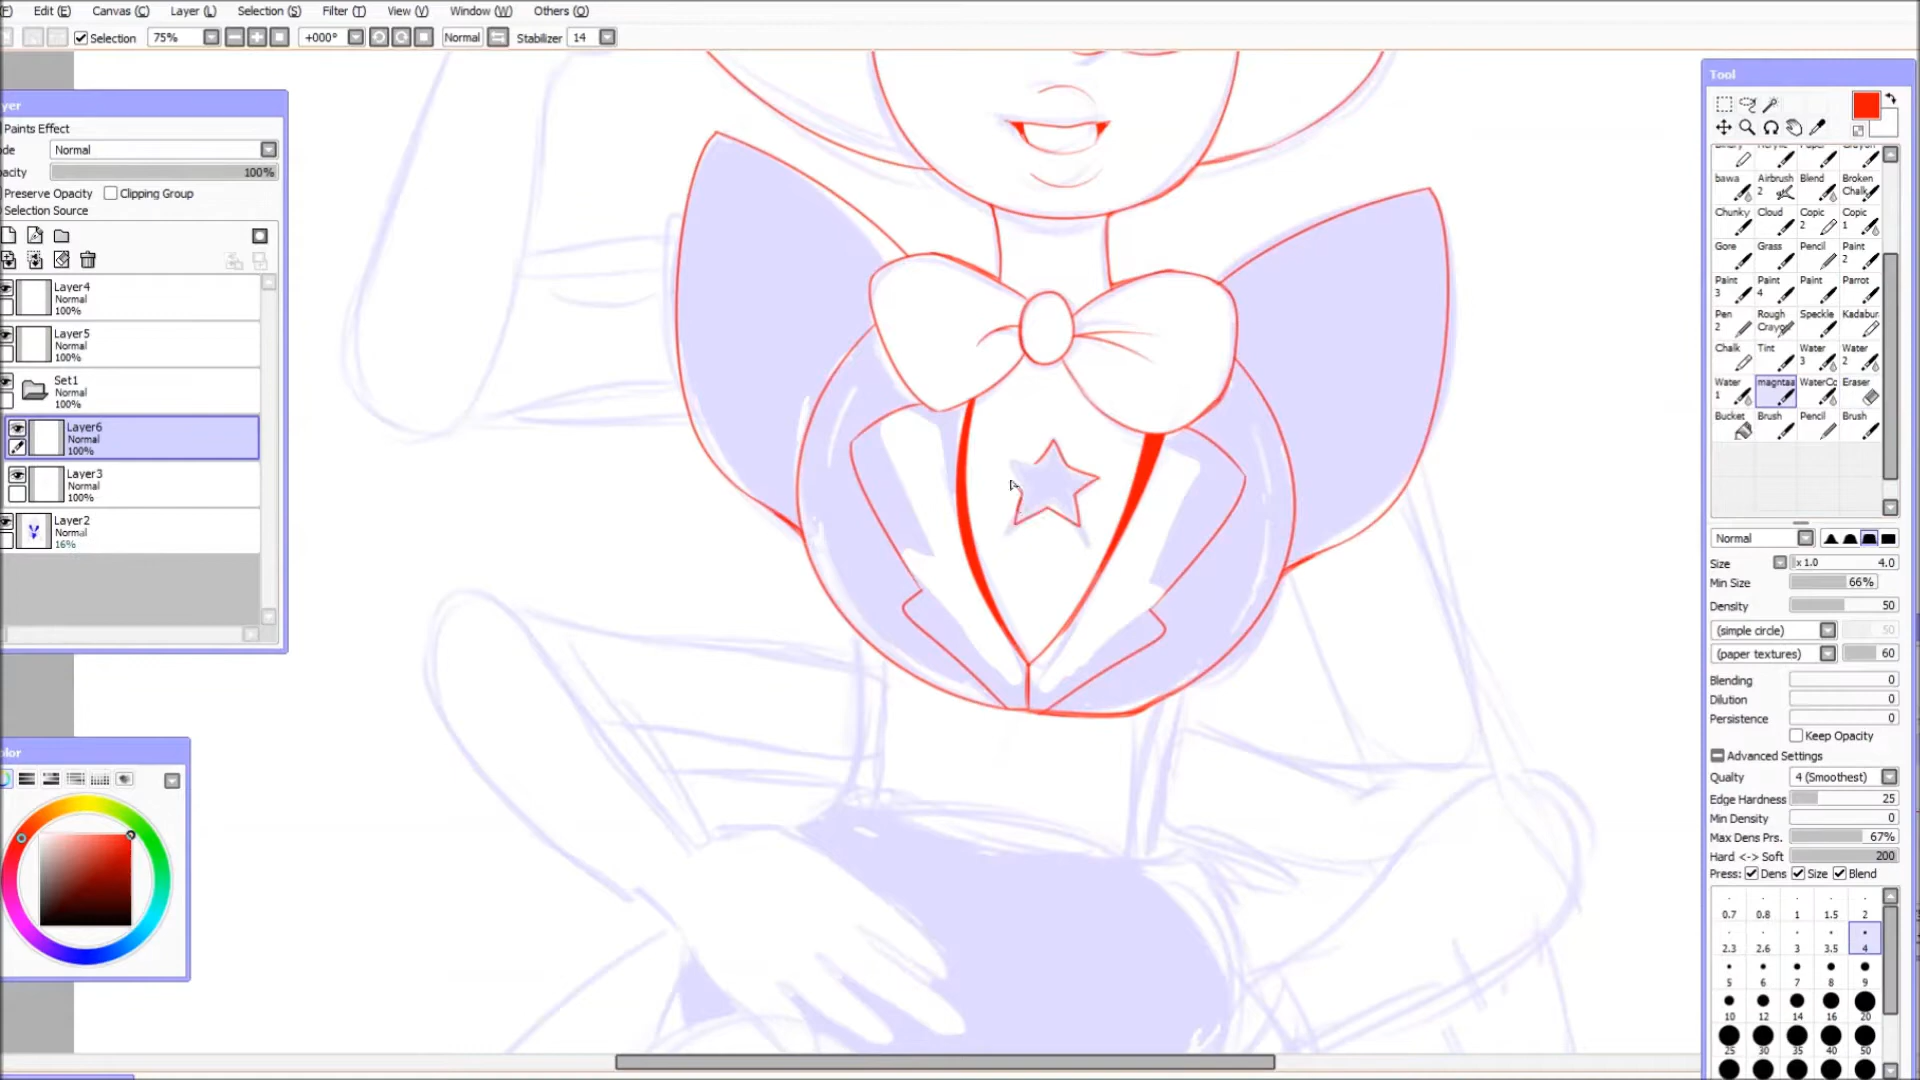 Edit (E) Canvas (C) Layer (L) Selection (S) Filter (T) View (V) Window (W) Others (O)
Selection 75% +000° Normal Stabilizer 14
yer
Paints Effect
ode Normal
pacity 100%
Preserve Opacity Clipping Group
Selection Source
Layer4
Normal
100%
Layer5
Normal
100%
Set1
Normal
100%
Layer6
Normal
100%
Layer3
Normal
100%
Layer2
Normal
16%
olor
Tool
bawa Airbrush 2 Blend Broken Chalk
Chunky Cloud Copic 2 Copic 1
Gore Grass Pencil Paint 2
Paint 3 Paint 4 Paint Parrot
Pen 2 Rough Crayon Speckle Kadabur
Chalk Tint Water 3 Water 2
Water 1 magntaa WaterCo Eraser
Bucket Brush Pencil Brush
Normal
Size x 1.0 4.0
Min Size 66%
Density 50
(simple circle) 50
(paper textures) 60
Blending 0
Dilution 0
Persistence 0
Keep Opacity
Advanced Settings
Quality 4 (Smoothest)
Edge Hardness 25
Min Density 0
Max Dens Prs. 67%
Hard <-> Soft 200
Press: Dens Size Blend
0.7 0.8 1 1.5 2
2.3 2.6 3 3.5 4
5 6 7 8 9
10 12 14 16 20
25 30 35 40 50